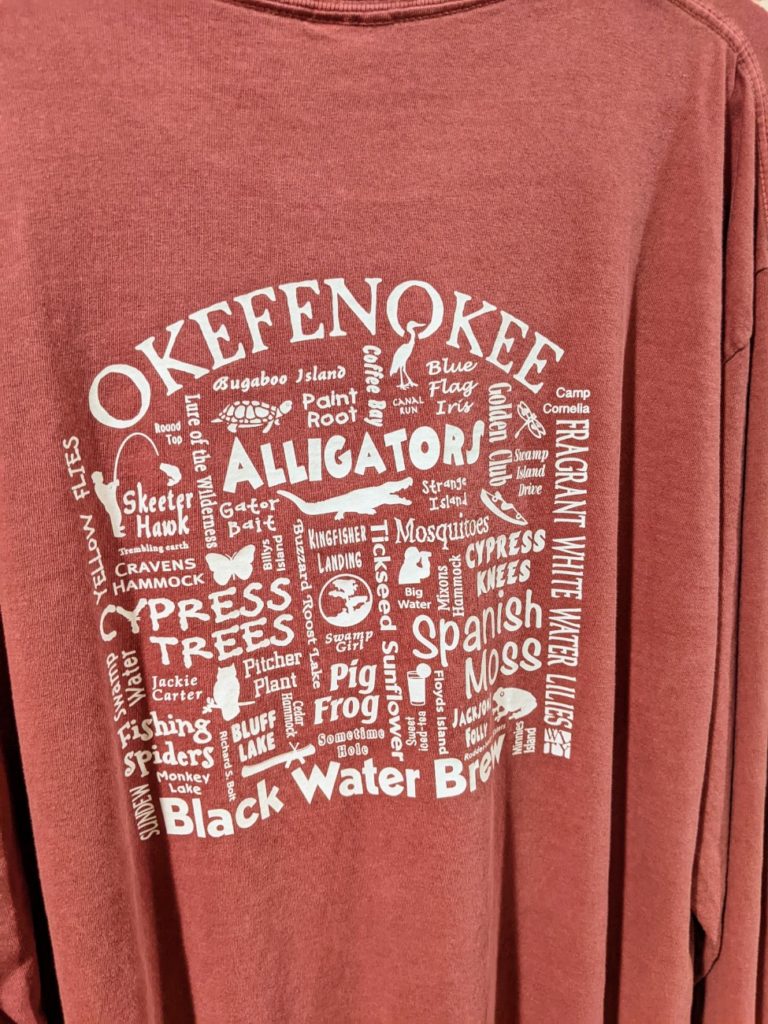 OKEFENOKEE
Bugaboo Island
Coffee Bay
CANAL
RUN
Blue
Flag
Iris
Golden Club
Camp
Cornelia
Round
Top
Lure of the Wilderness
Paint
Root
ALLIGATORS
Swamp
Island
Drive
FRAGRANT WHITE WATER LILIES
YELLOW FLIES
Skeeter
Hawk
Trembling earth
Gator
Bait
Strange
Island
CRAVENS
HAMMOCK
Billys
Island
Buzzard Roost Lake
KINGFISHER
LANDING
Tickseed Sunflower
Mosquitoes
Big
Water
Mixons
Hammock
CYPRESS
KNEES
CYPRESS
TREES
Swamp
Girl
Spanish
Moss
Swamp
Water
Jackie
Carter
Pitcher
Plant
Pig
Frog
Sweet
iced-tea
Floyds Island
JACKSON
FOLLY
Minnies
Island
Fishing
Spiders
BLUFF
LAKE
Cedar
Hammock
Sometime
Hole
Richard S. Bolt
Monkey
Lake
SUNDEW
Black Water Brew